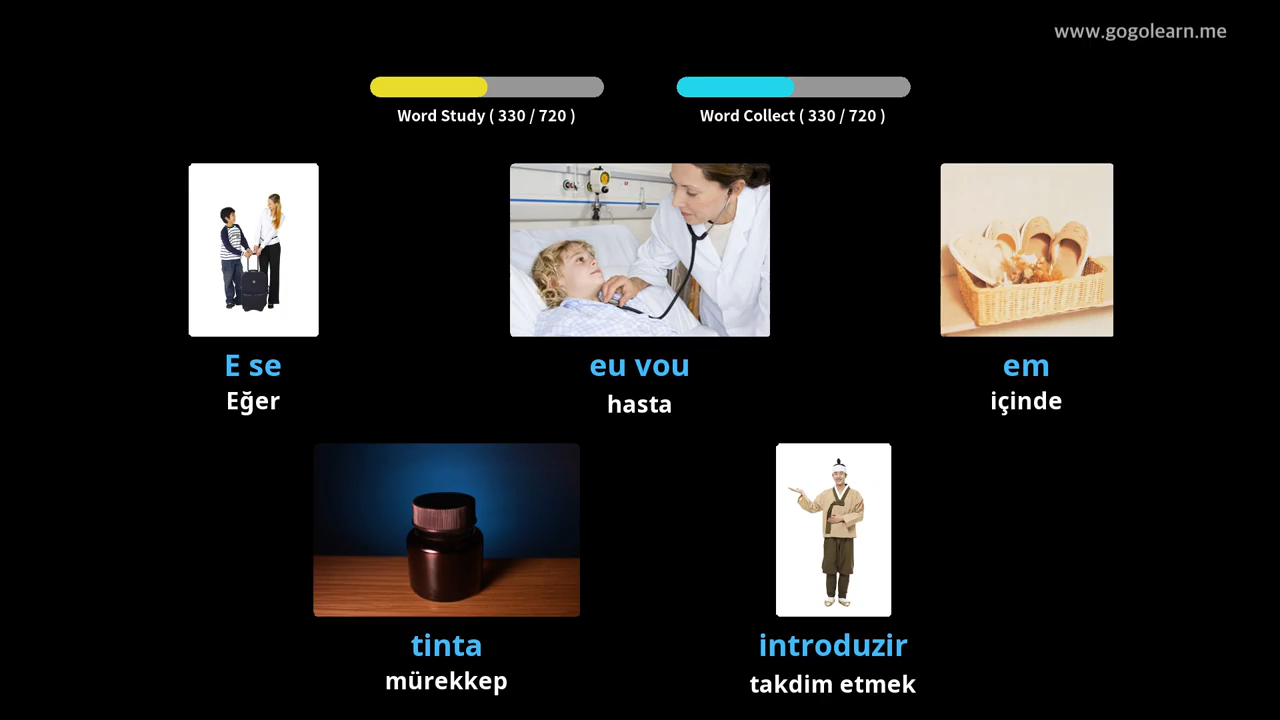 www.gogolearn.me
Word Study ( 330 / 720 )
Word Collect ( 330 / 720 )
E se
Eğer
eu vou
hasta
em
içinde
tinta
mürekkep
introduzir
takdim etmek